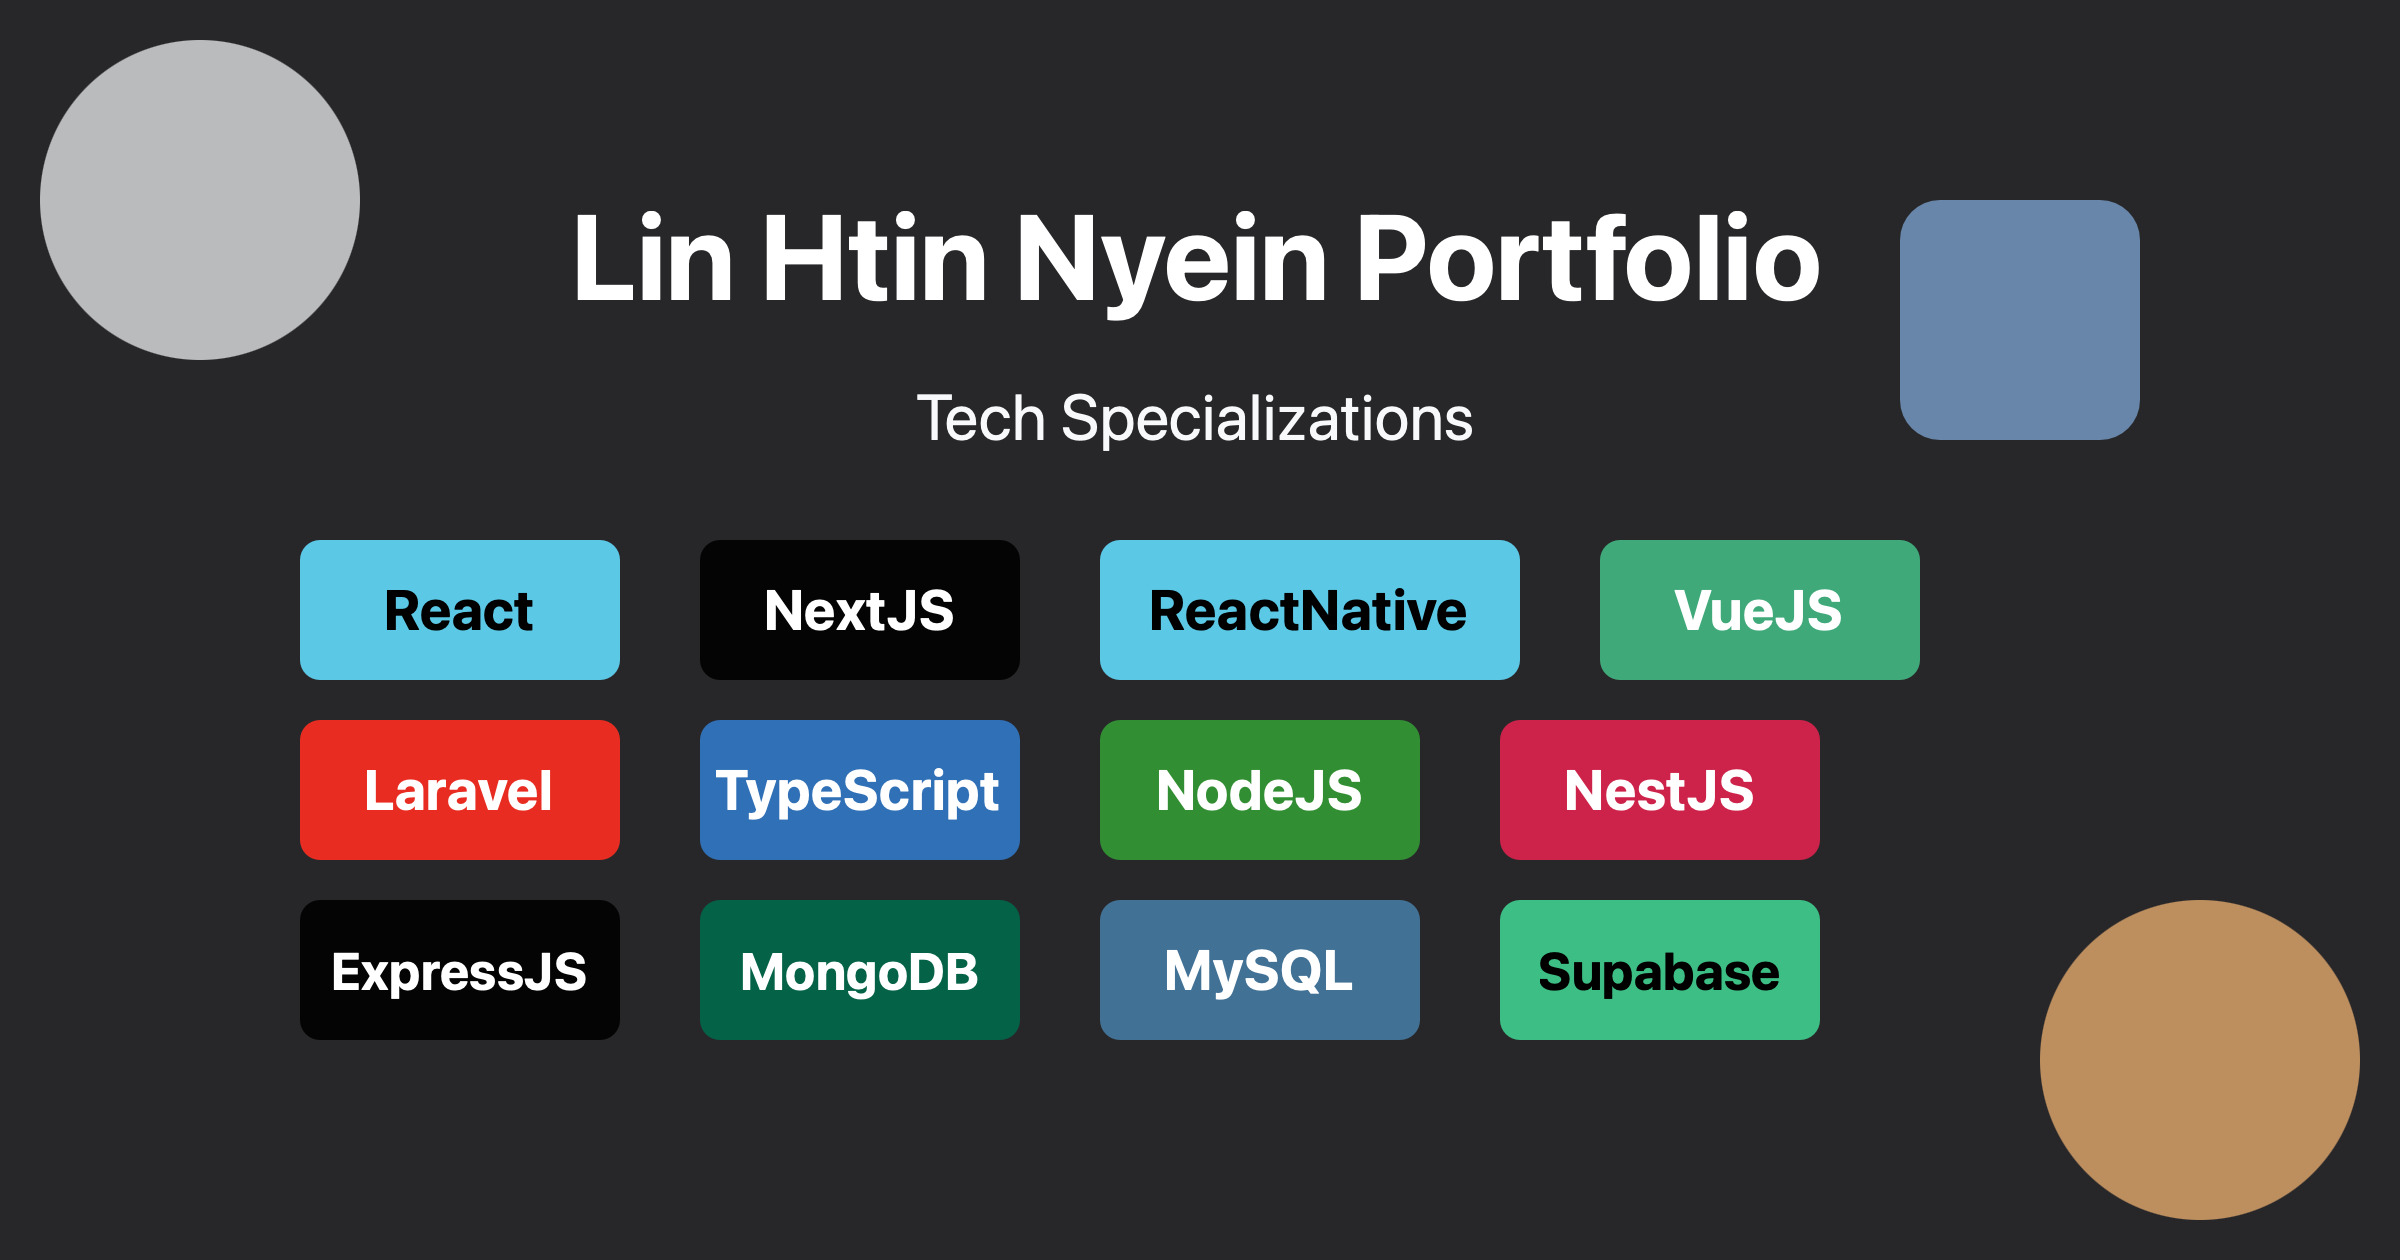 Lin Htin Nyein Portfolio
Tech Specializations
React NextJS ReactNative VueJS
Laravel TypeScript NodeJS NestJS
ExpressJS MongoDB MySQL Supabase